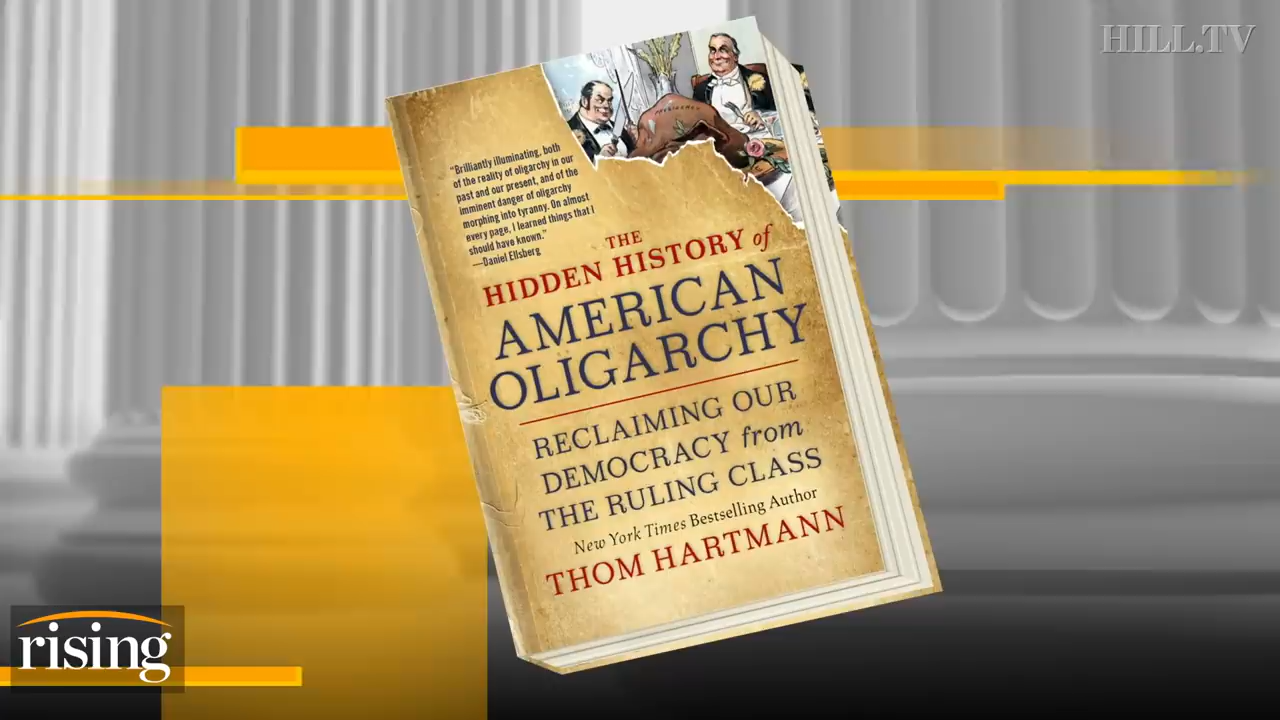 HILL.TV
"Brilliantly illuminating, both
of the reality of oligarchy in our
past and our present, and of the
imminent danger of oligarchy
morphing into tyranny. On almost
every page, I learned things that I
should have known."
—Daniel Ellsberg
THE
HIDDEN HISTORY of
AMERICAN
OLIGARCHY
RECLAIMING OUR
DEMOCRACY from
THE RULING CLASS
New York Times Bestselling Author
THOM HARTMANN
rising